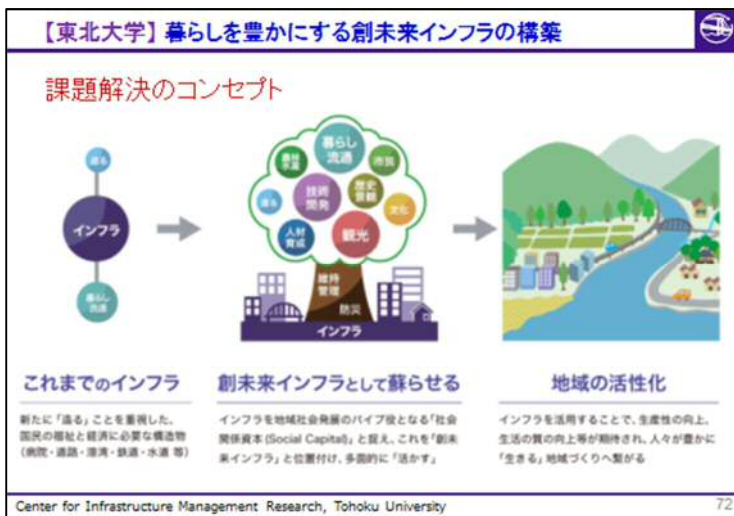 【東北大学】暮らしを豊かにする創未来インフラの構築
課題解決のコンセプト
造る
インフラ
暮らし
流通
暮らし
流通
農林
水産
市民
技術
開発
歴史
景観
造る
文化
人材
育成
観光
維持
管理
防災
インフラ
これまでのインフラ
新たに「造る」ことを重視した、
国民の福祉と経済に必要な構造物
(病院・道路・港湾・鉄道・水道 等)
創未来インフラとして蘇らせる
インフラを地域社会発展のパイプ役となる「社会
関係資本(Social Capital)」と捉え、これを「創未
来インフラ」と位置付け、多面的に「活かす」
地域の活性化
インフラを活用することで、生産性の向上、
生活の質の向上等が期待され、人々が豊かに
「生きる」地域づくりへ繋がる
Center for Infrastructure Management Research, Tohoku University
72